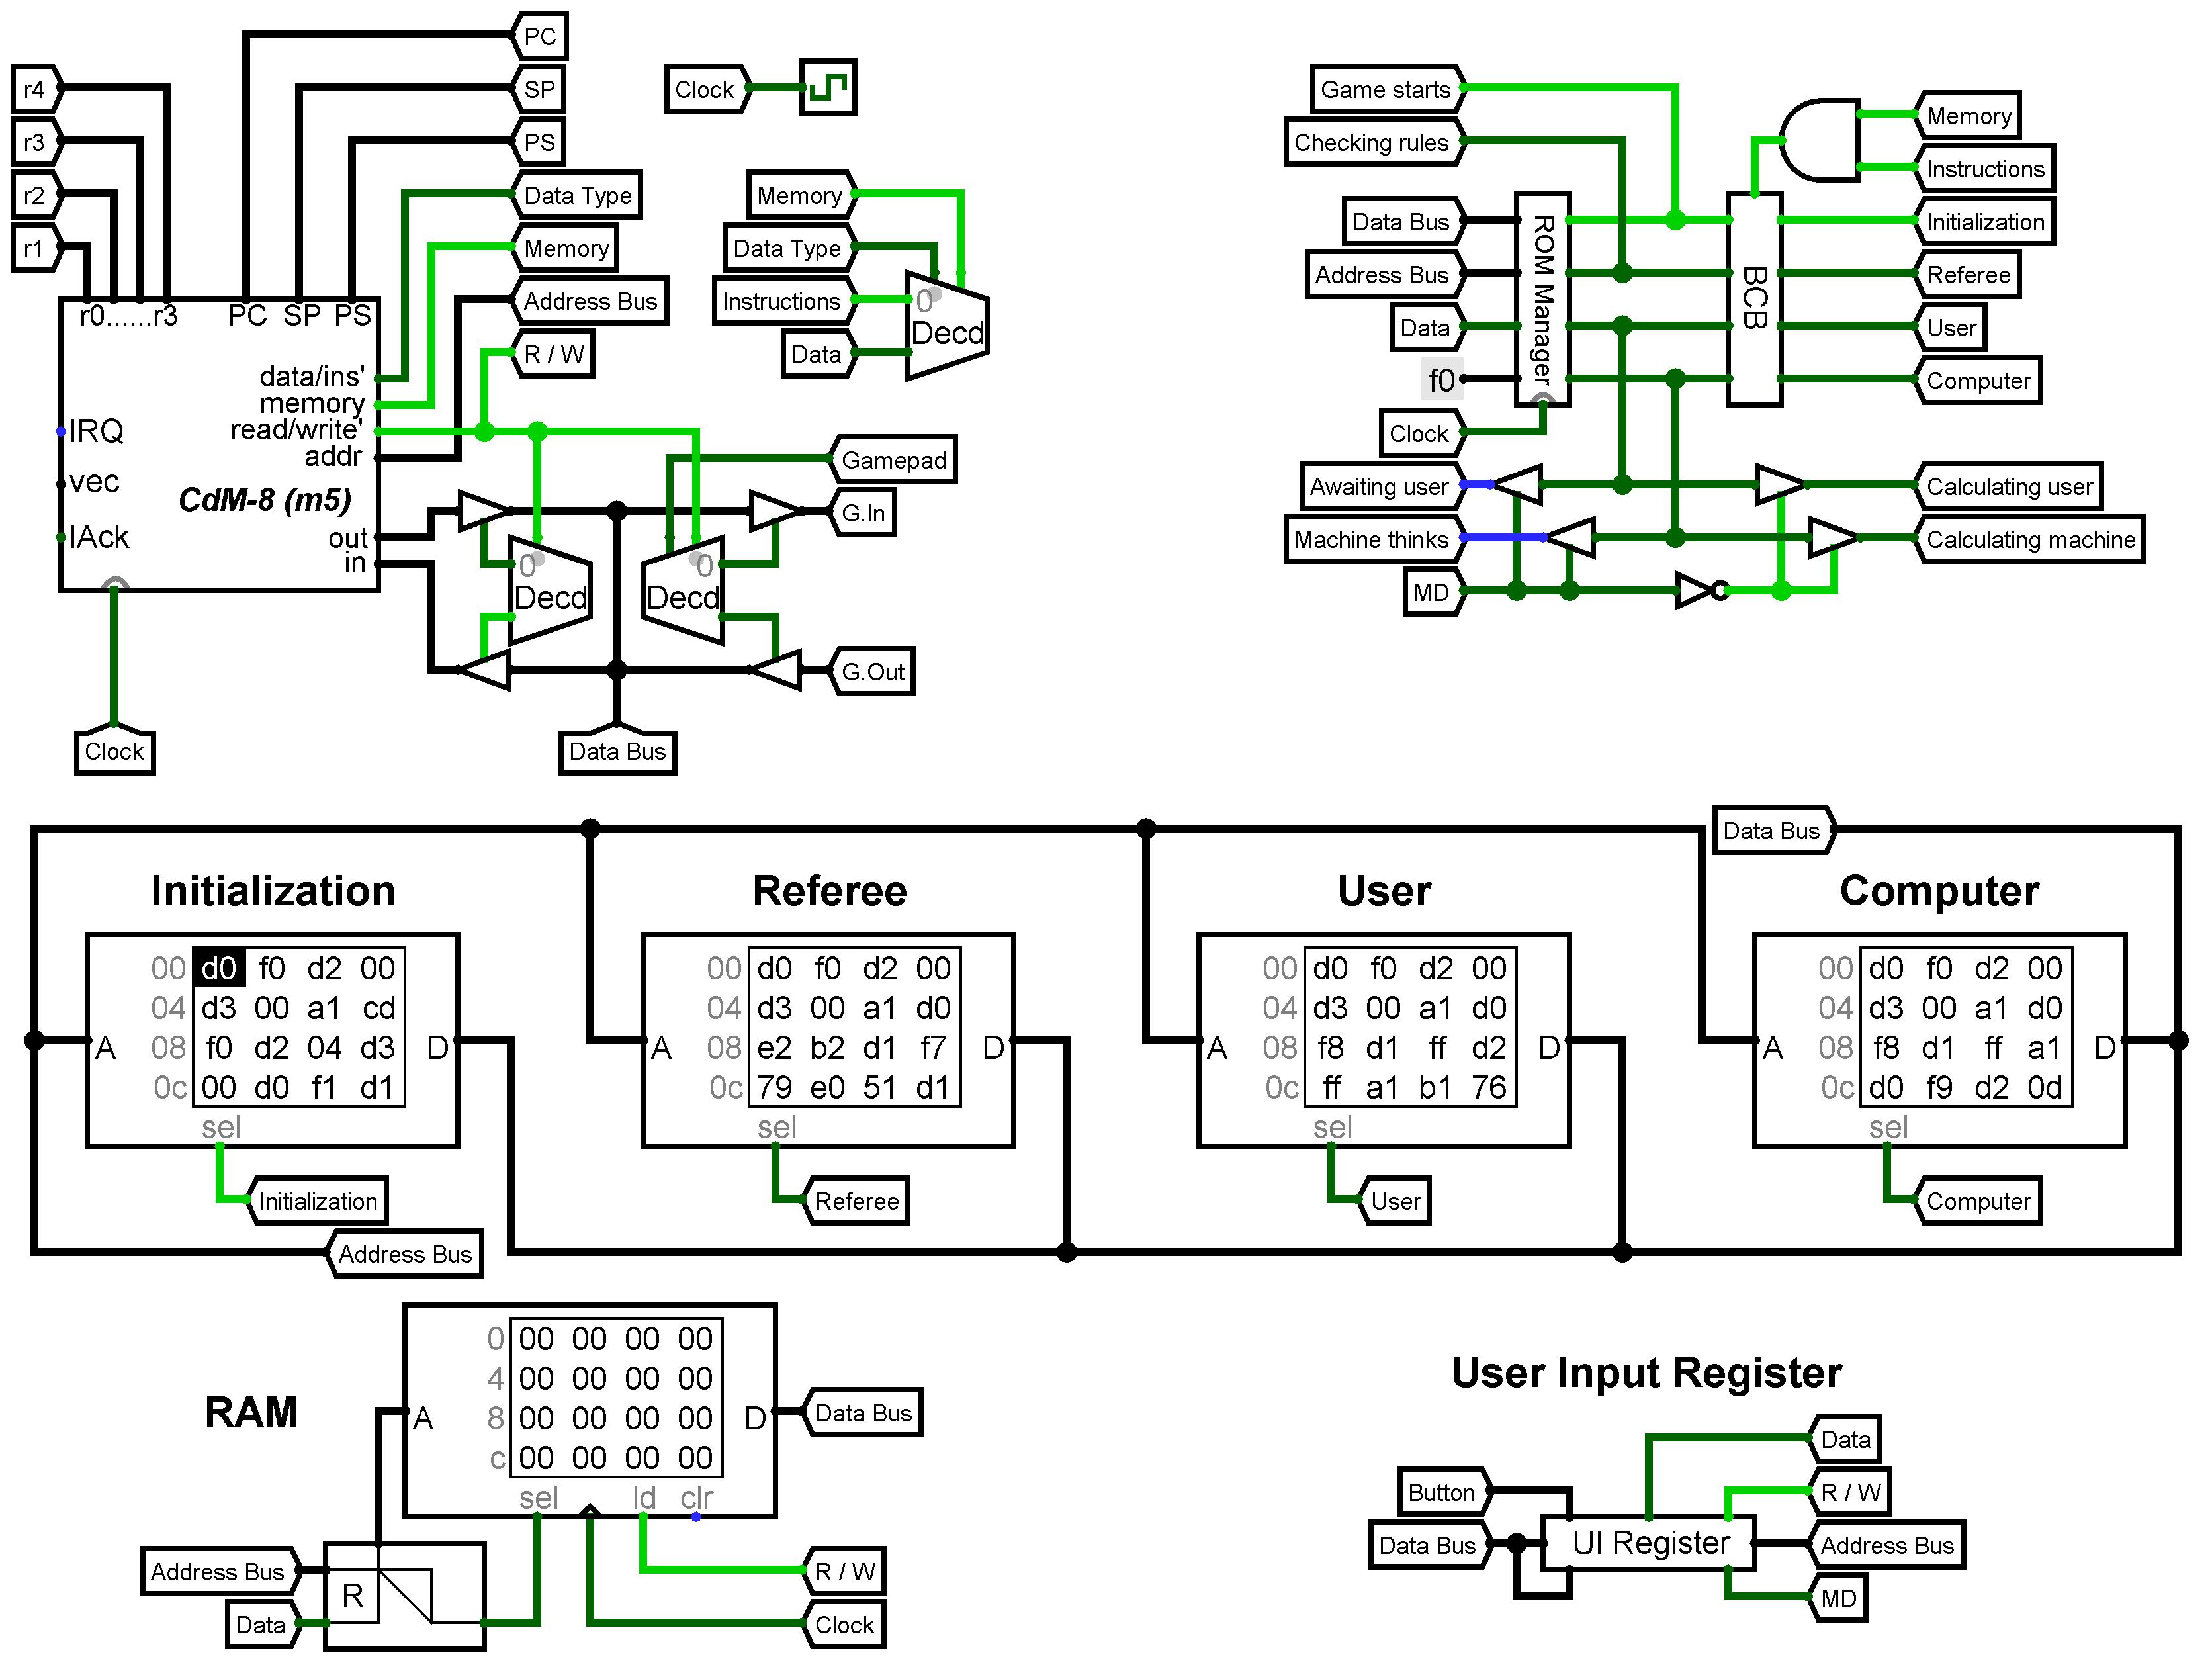 PC
r4
SP
Clock
r3
PS
r2
Data Type
r1
Memory
Address Bus
R / W
r0......r3 PC SP PS
data/ins'
memory
read/write'
addr
IRQ
vec
CdM-8 (m5)
IAck
out
in
Clock
Memory
Data Type
Instructions
Data
0
Decd
Gamepad
G.In
0
Decd
0
Decd
G.Out
Data Bus
Game starts
Checking rules
Data Bus
Address Bus
Data
f0
Clock
ROM Manager
BCB
Memory
Instructions
Initialization
Referee
User
Computer
Awaiting user
Machine thinks
MD
Calculating user
Calculating machine
Data Bus
Initialization
00 d0 f0 d2 00
04 d3 00 a1 cd
A 08 f0 d2 04 d3 D
0c 00 d0 f1 d1
sel
Initialization
Address Bus
Referee
00 d0 f0 d2 00
04 d3 00 a1 d0
A 08 e2 b2 d1 f7 D
0c 79 e0 51 d1
sel
Referee
User
00 d0 f0 d2 00
04 d3 00 a1 d0
A 08 f8 d1 ff d2 D
0c ff a1 b1 76
sel
User
Computer
00 d0 f0 d2 00
04 d3 00 a1 d0
A 08 f8 d1 ff a1 D
0c d0 f9 d2 0d
sel
Computer
RAM
0 00 00 00 00
4 00 00 00 00
A 8 00 00 00 00 D
c 00 00 00 00
sel ld clr
Data Bus
Address Bus
R
Data
R / W
Clock
User Input Register
Data
Button
R / W
Data Bus
UI Register
Address Bus
MD